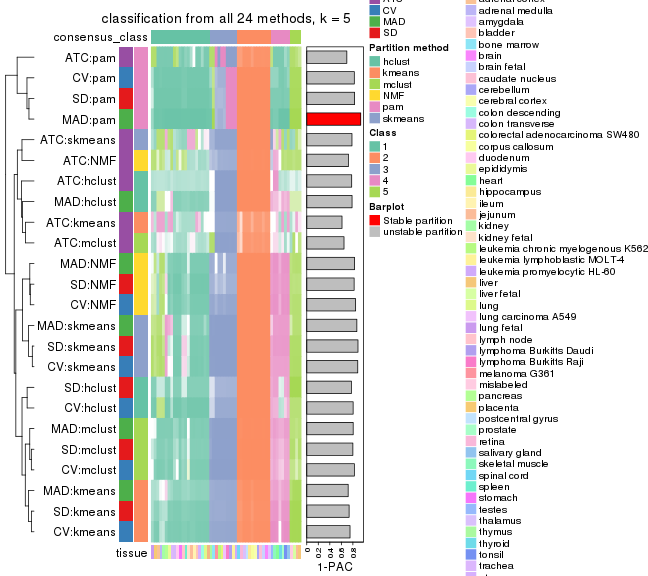 classification from all 24 methods, k = 5
consensus_class
ATC:pam
CV:pam
SD:pam
MAD:pam
ATC:skmeans
ATC:NMF
ATC:hclust
MAD:hclust
ATC:kmeans
ATC:mclust
MAD:NMF
SD:NMF
CV:NMF
MAD:skmeans
SD:skmeans
CV:skmeans
SD:hclust
CV:hclust
MAD:mclust
SD:mclust
CV:mclust
MAD:kmeans
SD:kmeans
CV:kmeans
tissue
0
0.2
0.4
0.6
0.8
1-PAC
CV
MAD
SD
Partition method
hclust
kmeans
mclust
NMF
pam
skmeans
Class
1
2
3
4
5
Barplot
Stable partition
unstable partition
adrenal medulla
amygdala
bladder
bone marrow
brain
brain fetal
caudate nucleus
cerebellum
cerebral cortex
colon descending
colon transverse
colorectal adenocarcinoma SW480
corpus callosum
duodenum
epididymis
heart
hippocampus
ileum
jejunum
kidney
kidney fetal
leukemia chronic myelogenous K562
leukemia lymphoblastic MOLT-4
leukemia promyelocytic HL-60
liver
liver fetal
lung
lung carcinoma A549
lung fetal
lymph node
lymphoma Burkitts Daudi
lymphoma Burkitts Raji
melanoma G361
mislabeled
pancreas
placenta
postcentral gyrus
prostate
retina
salivary gland
skeletal muscle
spinal cord
spleen
stomach
testes
thalamus
thymus
thyroid
tonsil
trachea